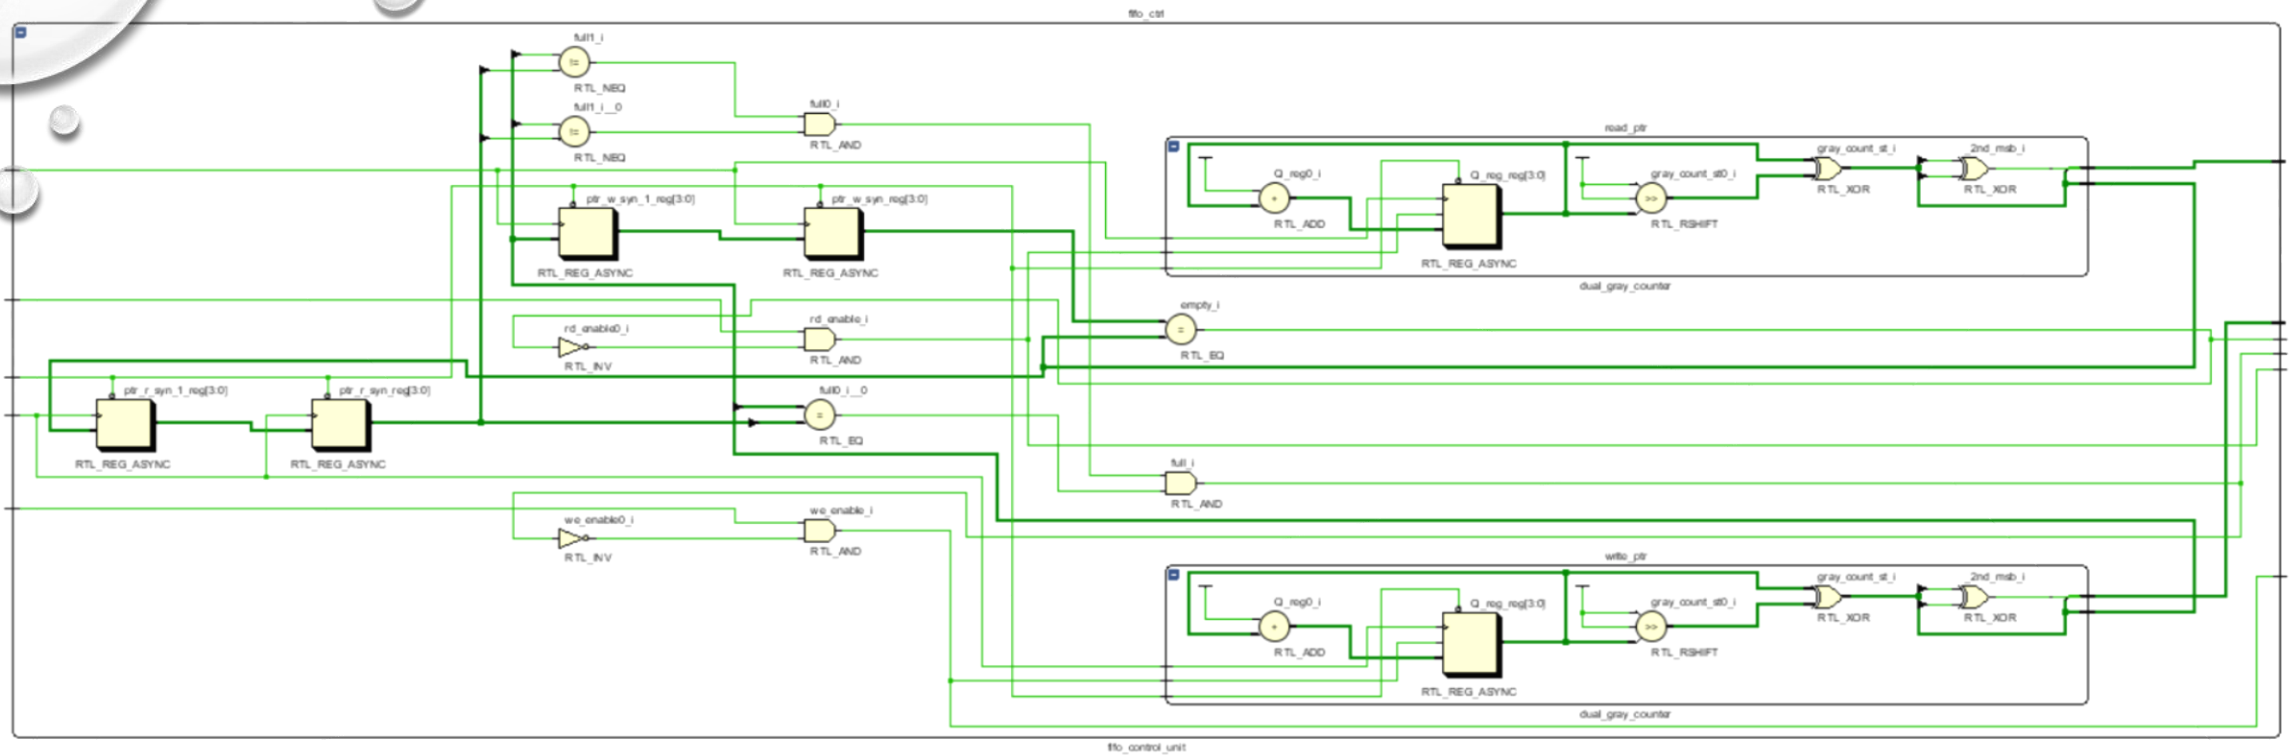 fifo_ctrl
full1_i
!=
RTL_NEQ
full1_i__0
!=
RTL_NEQ
full0_i
RTL_AND
ptr_w_syn_1_reg[3:0]
RTL_REG_ASYNC
ptr_w_syn_reg[3:0]
RTL_REG_ASYNC
read_ptr
Q_reg0_i
+
RTL_ADD
Q_reg_reg[3:0]
RTL_REG_ASYNC
gray_count_st0_i
>>
RTL_RSHIFT
gray_count_st_i
RTL_XOR
_2nd_msb_i
RTL_XOR
dual_gray_counter
rd_enable0_i
RTL_INV
rd_enable_i
RTL_AND
empty_i
=
RTL_EQ
ptr_r_syn_1_reg[3:0]
RTL_REG_ASYNC
ptr_r_syn_reg[3:0]
RTL_REG_ASYNC
full0_i__0
=
RTL_EQ
full_i
RTL_AND
we_enable0_i
RTL_INV
we_enable_i
RTL_AND
write_ptr
Q_reg0_i
+
RTL_ADD
Q_reg_reg[3:0]
RTL_REG_ASYNC
gray_count_st0_i
>>
RTL_RSHIFT
gray_count_st_i
RTL_XOR
_2nd_msb_i
RTL_XOR
dual_gray_counter
fifo_control_unit